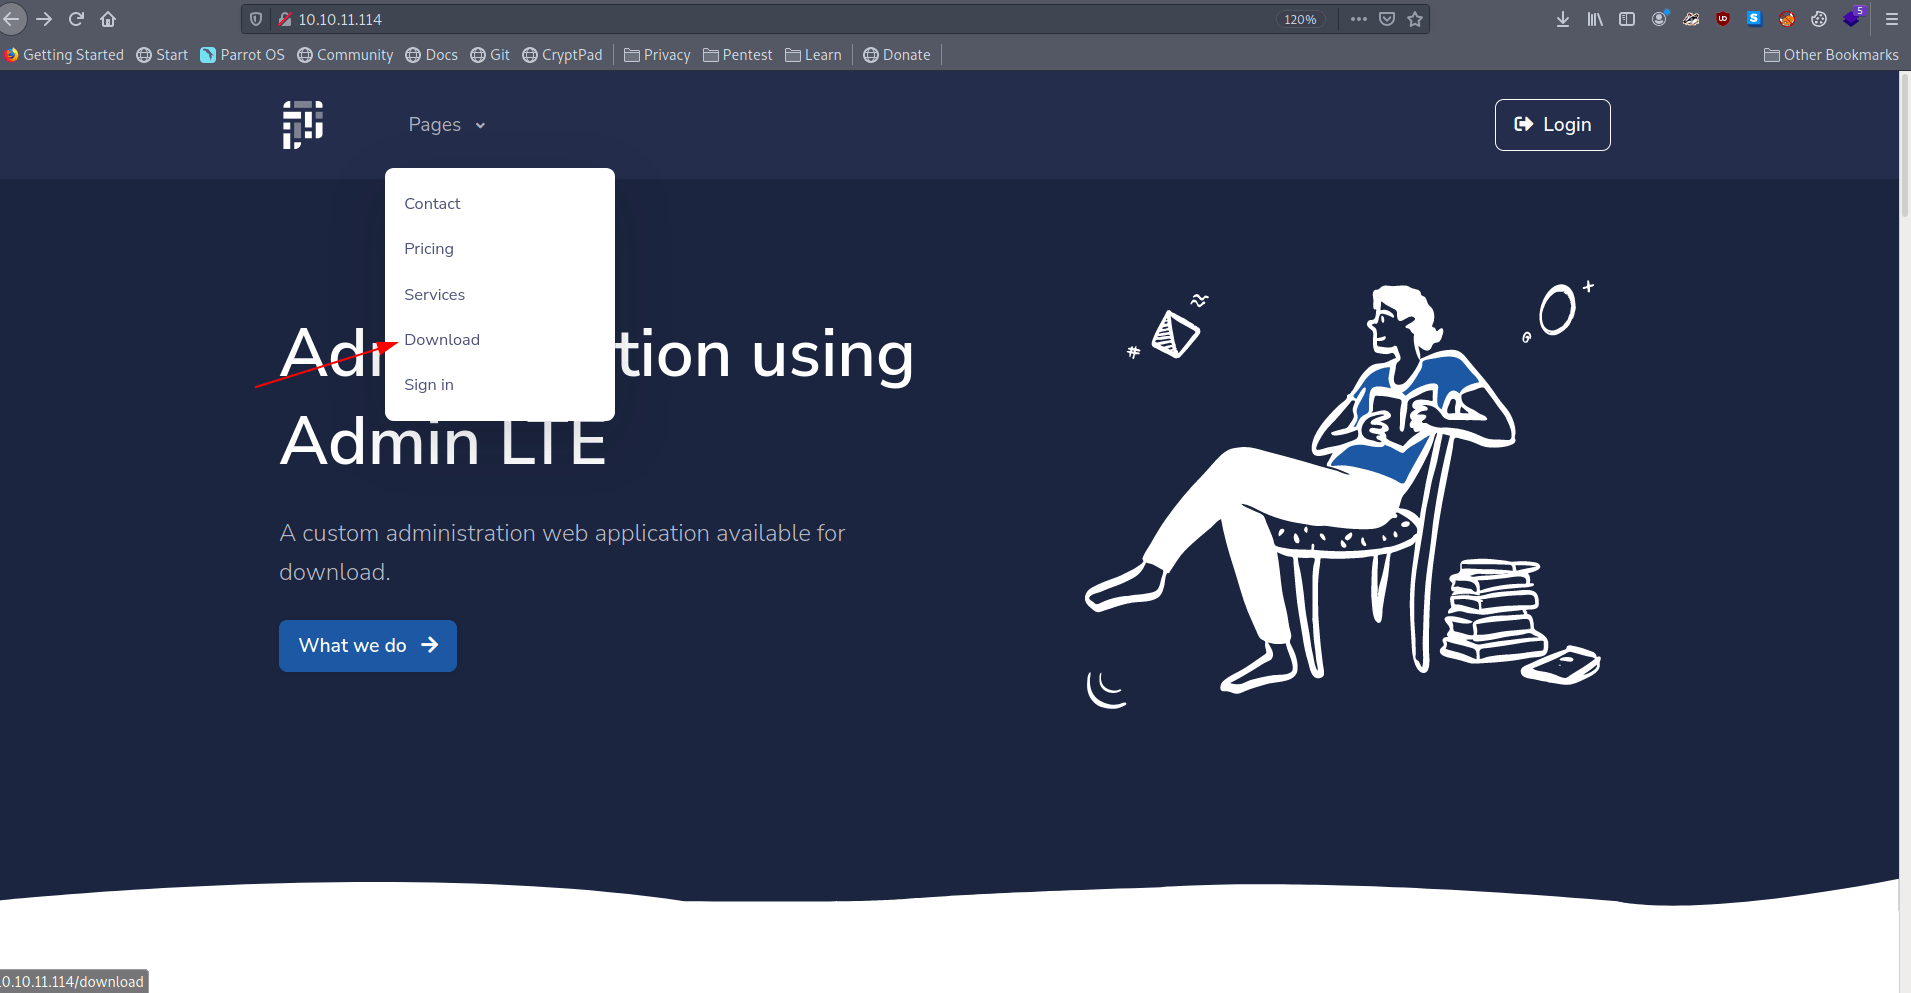 10.10.11.114
120%
5
Getting Started Start Parrot OS Community Docs Git CryptPad Privacy Pentest Learn Donate Other Bookmarks
Pages
Login
Contact
Pricing
Services
Download
Sign in
tion using
Admin LTE
A custom administration web application available for
download.
What we do
0.10.11.114/download